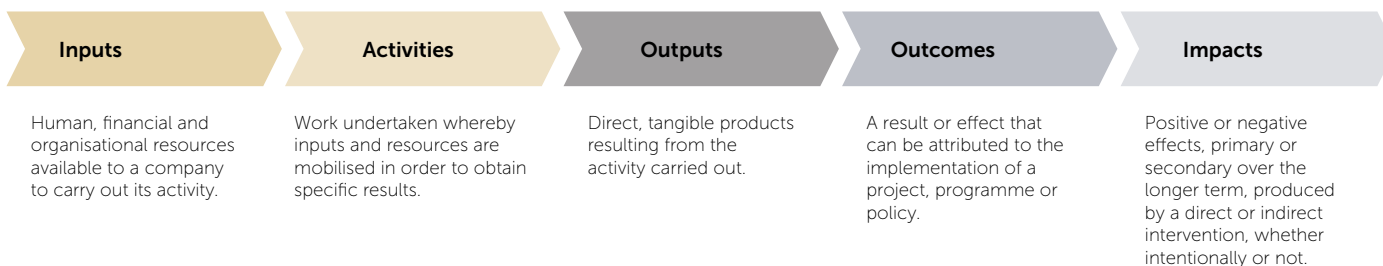 Inputs
Activities
Outputs
Outcomes
Impacts
Human, financial and
organisational resources
available to a company
to carry out its activity.
Work undertaken whereby
inputs and resources are
mobilised in order to obtain
specific results.
Direct, tangible products
resulting from the
activity carried out.
A result or effect that
can be attributed to the
implementation of a
project, programme or
policy.
Positive or negative
effects, primary or
secondary over the
longer term, produced
by a direct or indirect
intervention, whether
intentionally or not.